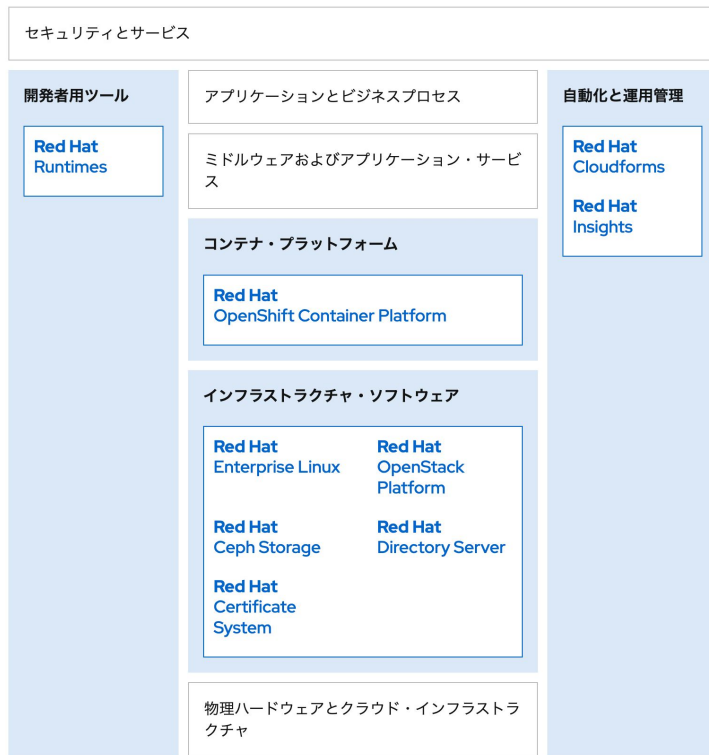 セキュリティとサービス
開発者用ツール
Red Hat
Runtimes
アプリケーションとビジネスプロセス
ミドルウェアおよびアプリケーション・サービ
ス
コンテナ・プラットフォーム
Red Hat
OpenShift Container Platform
インフラストラクチャ・ソフトウェア
Red Hat
Enterprise Linux
Red Hat
OpenStack
Platform
Red Hat
Ceph Storage
Red Hat
Directory Server
Red Hat
Certificate
System
物理ハードウェアとクラウド・インフラストラ
クチャ
自動化と運用管理
Red Hat
Cloudforms
Red Hat
Insights